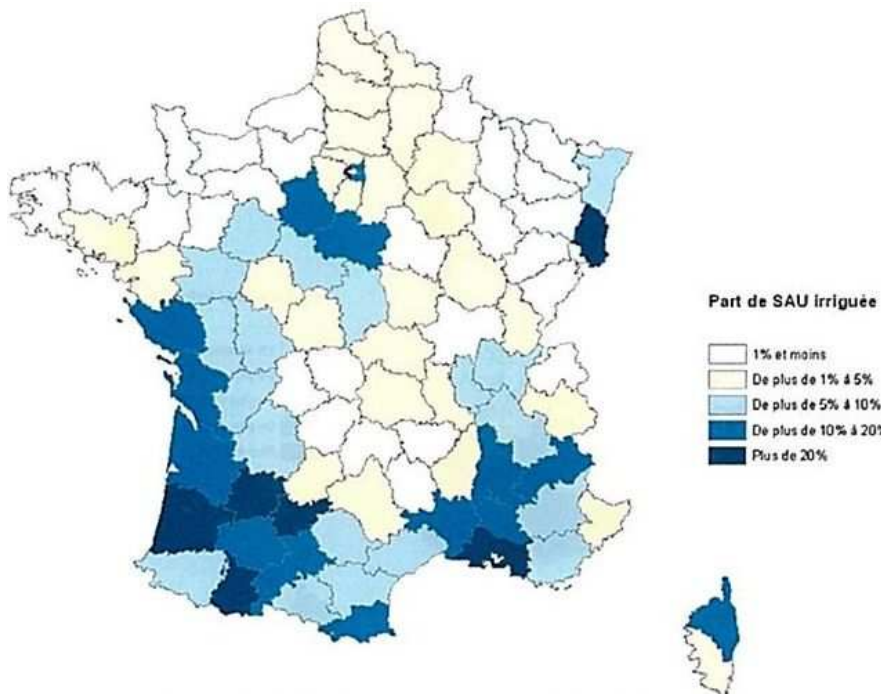 Part de SAU irriguée
1% et moins
De plus de 1% à 5%
De plus de 5% à 10%
De plus de 10% à 20%
Plus de 20%